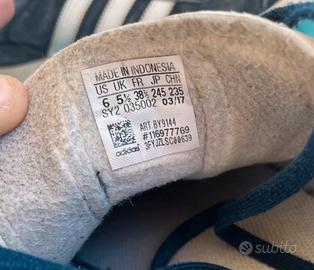 MADE IN INDONESIA
US UK FR JP CHN
6 5½ 38⅔ 245 235
SY2 035002 03/17
ART BY9144
#116977769
adidas 3FYJZLSC00639
subito